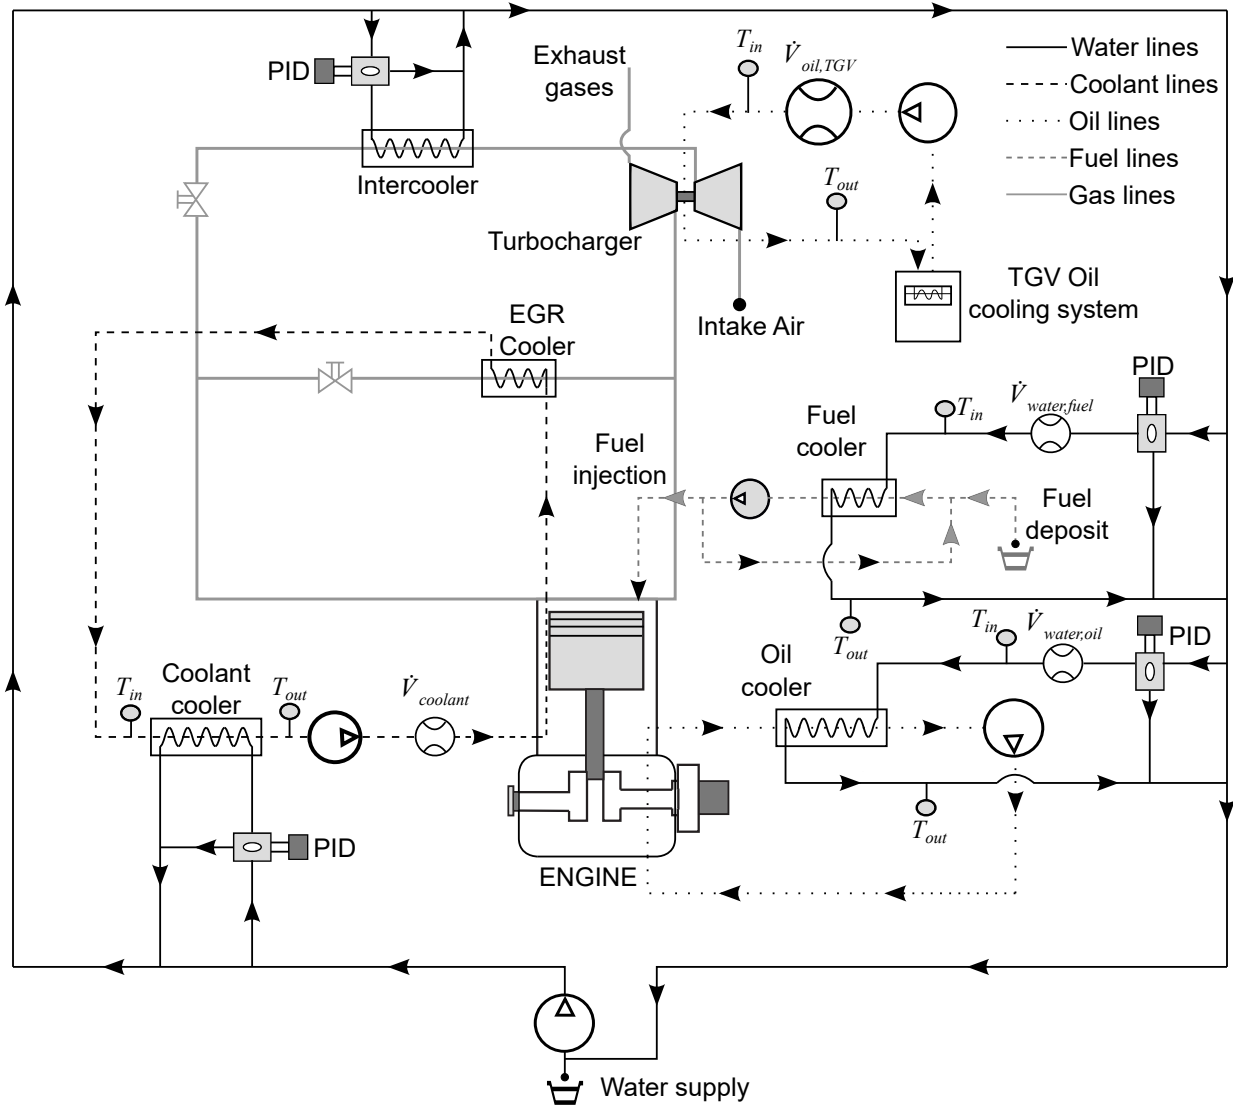 PID
Exhaust
gases
T_in
V̇_oil,TGV
Water lines
Coolant lines
Oil lines
Fuel lines
Gas lines
Intercooler
T_out
Turbocharger
TGV Oil
cooling system
Intake Air
EGR
Cooler
PID
T_in
V̇_water,fuel
Fuel
cooler
Fuel
injection
Fuel
deposit
T_out
T_in
V̇_water,oil
PID
Oil
cooler
Coolant
cooler
T_in
T_out
V̇_coolant
T_out
PID
ENGINE
Water supply